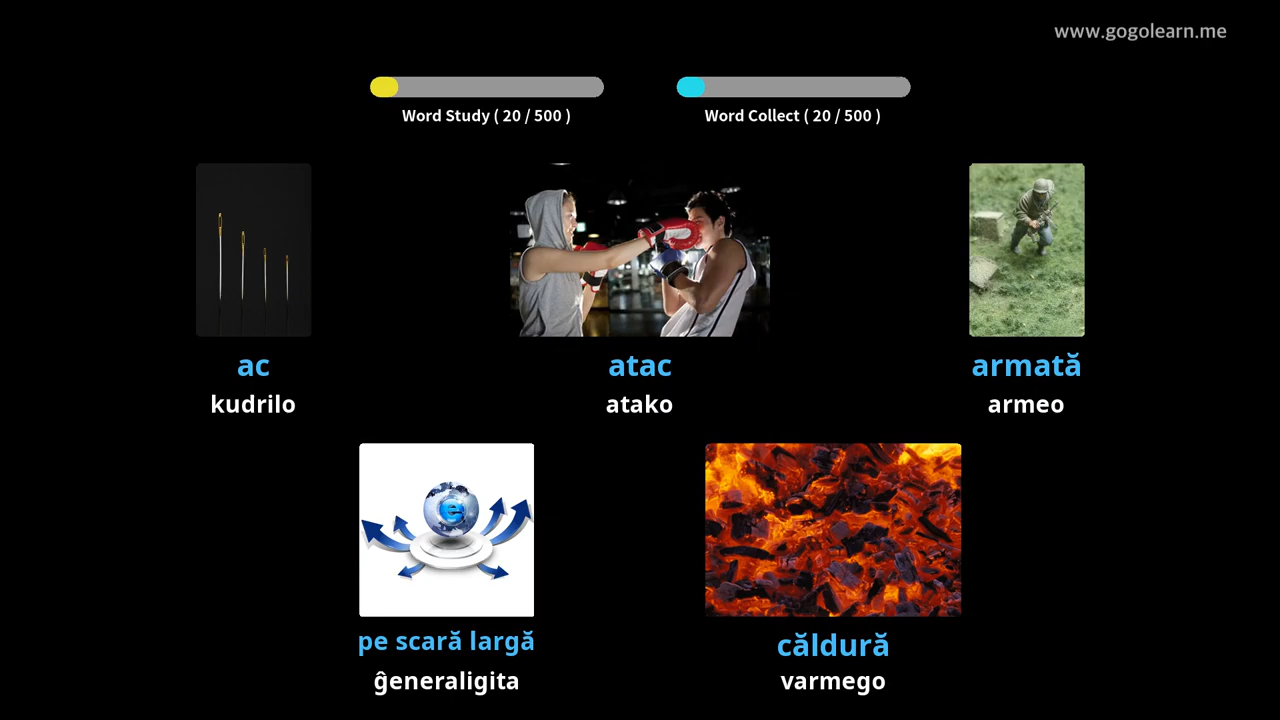 www.gogolearn.me
Word Study ( 20 / 500 )
Word Collect ( 20 / 500 )
ac
kudrilo
atac
atako
armată
armeo
e
pe scară largă
ĝeneraligita
căldură
varmego